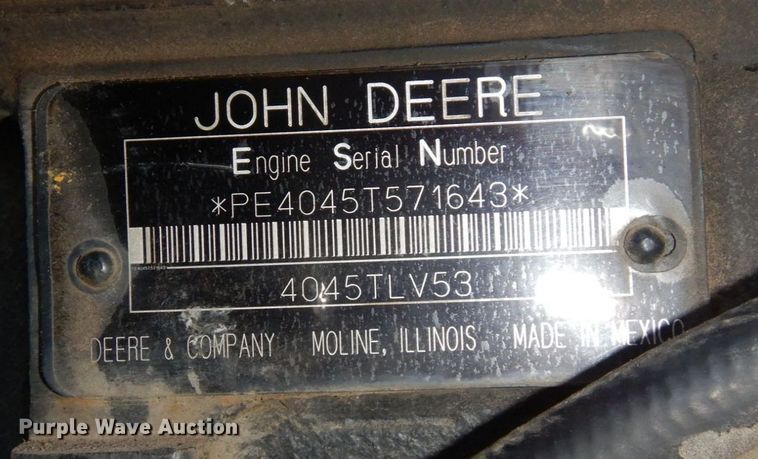 JOHN DEERE
Engine Serial Number
*PE4045T571643*
4045TLV53
DEERE & COMPANY MOLINE, ILLINOIS MADE IN MEXICO
Purple Wave Auction